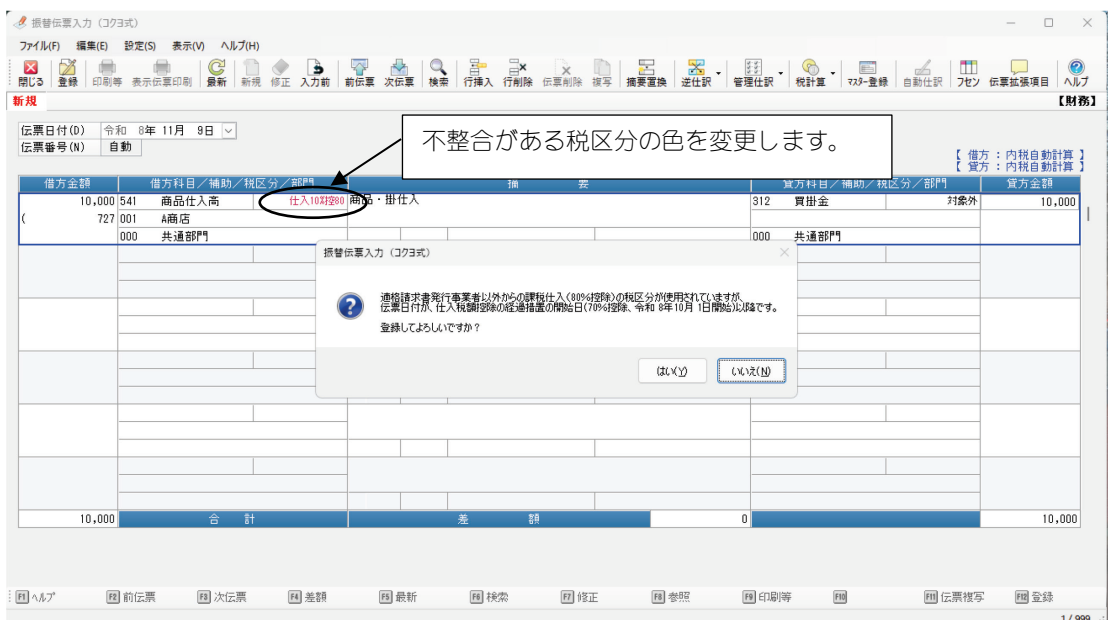 振替伝票入力（コクヨ式）
ファイル(F) 編集(E) 設定(S) 表示(V) ヘルプ(H)
閉じる 登録 印刷等 表示伝票印刷 最新 新規 修正 入力前 前伝票 次伝票 検索 行挿入 行削除 伝票削除 複写 摘要置換 逆仕訳 管理仕訳 税計算 マスター登録 自動仕訳 フセン 伝票拡張項目 ヘルプ
新規 【財務】
伝票日付(D) 令和 8年 11月 9日
伝票番号(N) 自動
不整合がある税区分の色を変更します。
【 借方 : 内税自動計算 】
【 貸方 : 内税自動計算 】
借方金額 借方科目／補助／税区分／部門 摘 要 貸方科目／補助／税区分／部門 貸方金額
10,000 541 商品仕入高 仕入10対控80 商品・掛仕入 312 買掛金 対象外 10,000
( 727 001 A商店
000 共通部門 000 共通部門
振替伝票入力（コクヨ式）
適格請求書発行事業者以外からの課税仕入(80%控除)の税区分が使用されていますが、
伝票日付が、仕入税額控除の経過措置の開始日(70%控除、令和 8年10月 1日開始)以降です。
登録してよろしいですか？
はい(Y) いいえ(N)
10,000 合 計 差 額 0 10,000
F1 ヘルプ F2 前伝票 F3 次伝票 F4 差額 F5 最新 F6 検索 F7 修正 F8 参照 F9 印刷等 F10 F11 伝票複写 F12 登録
1 / 999